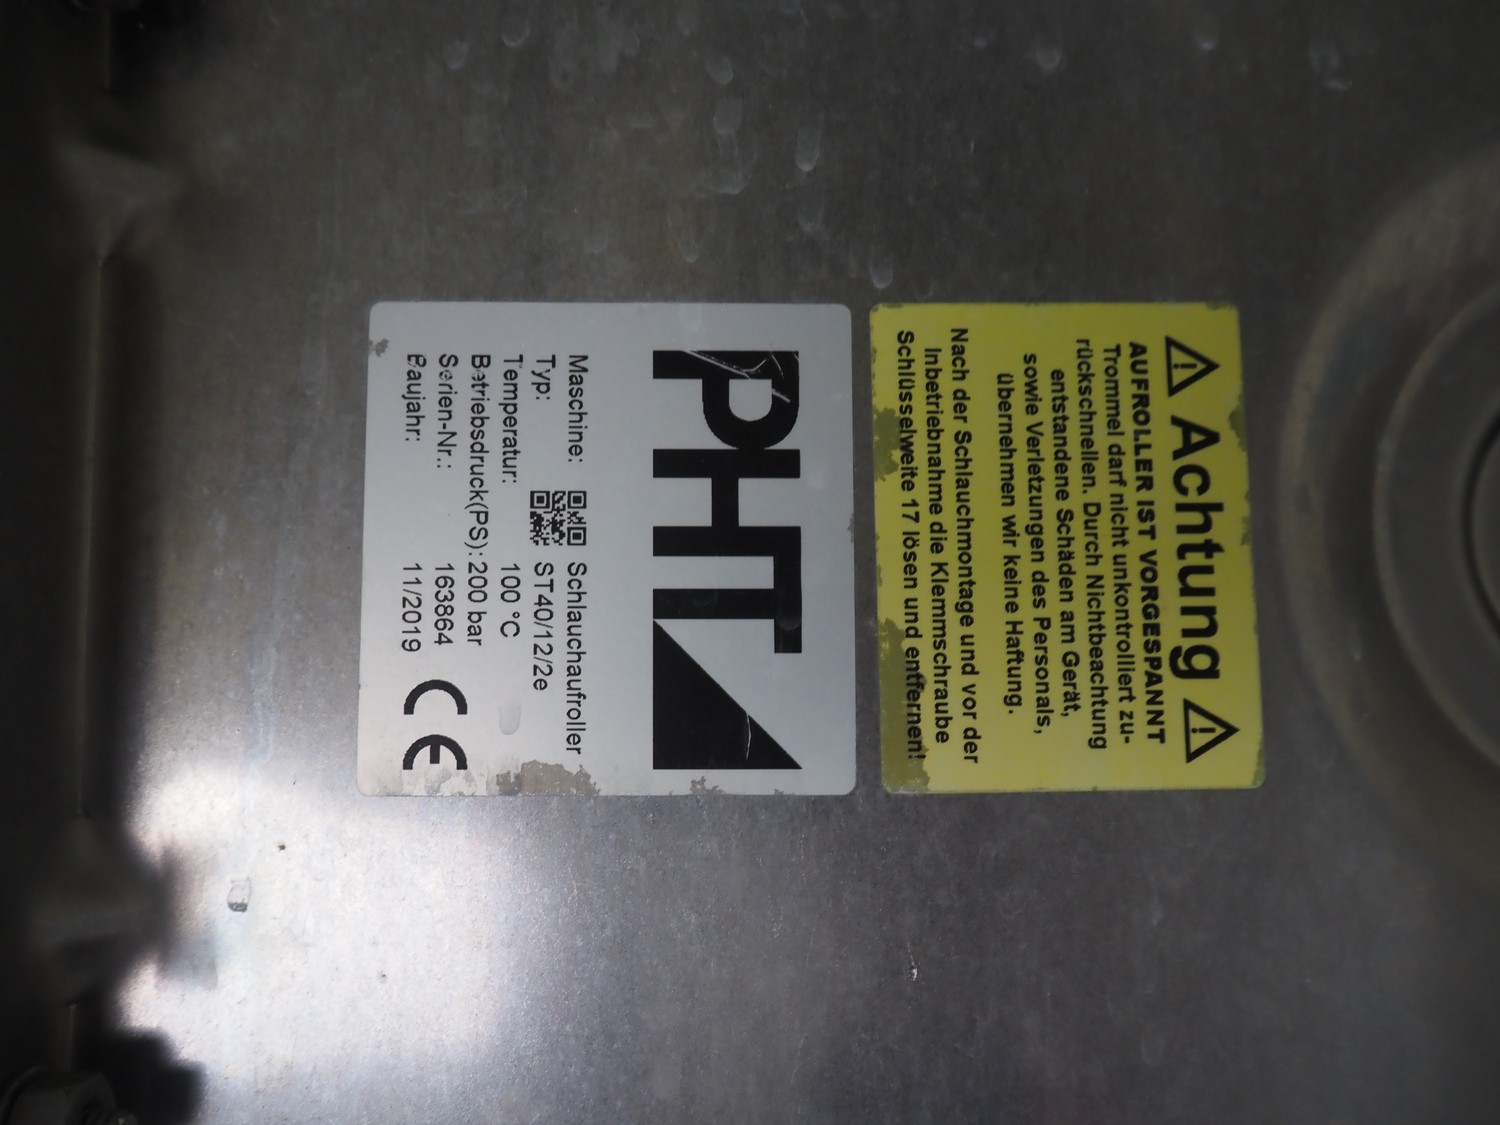 ⚠ Achtung ⚠
AUFROLLER IST VORGESPANNT
Trommel darf nicht unkontrolliert zu-
rückschnellen. Durch Nichtbeachtung
entstandene Schäden am Gerät,
sowie Verletzungen des Personals,
übernehmen wir keine Haftung.
Nach der Schlauchmontage und vor der
Inbetriebnahme die Klemmschraube
Schlüsselweite 17 lösen und entfernen!
PHT
Maschine: Schlauchaufroller
Typ: ST40/12/2e
Temperatur: 100 °C
Betriebsdruck(PS): 200 bar
Serien-Nr.: 163864
Baujahr: 11/2019
CE